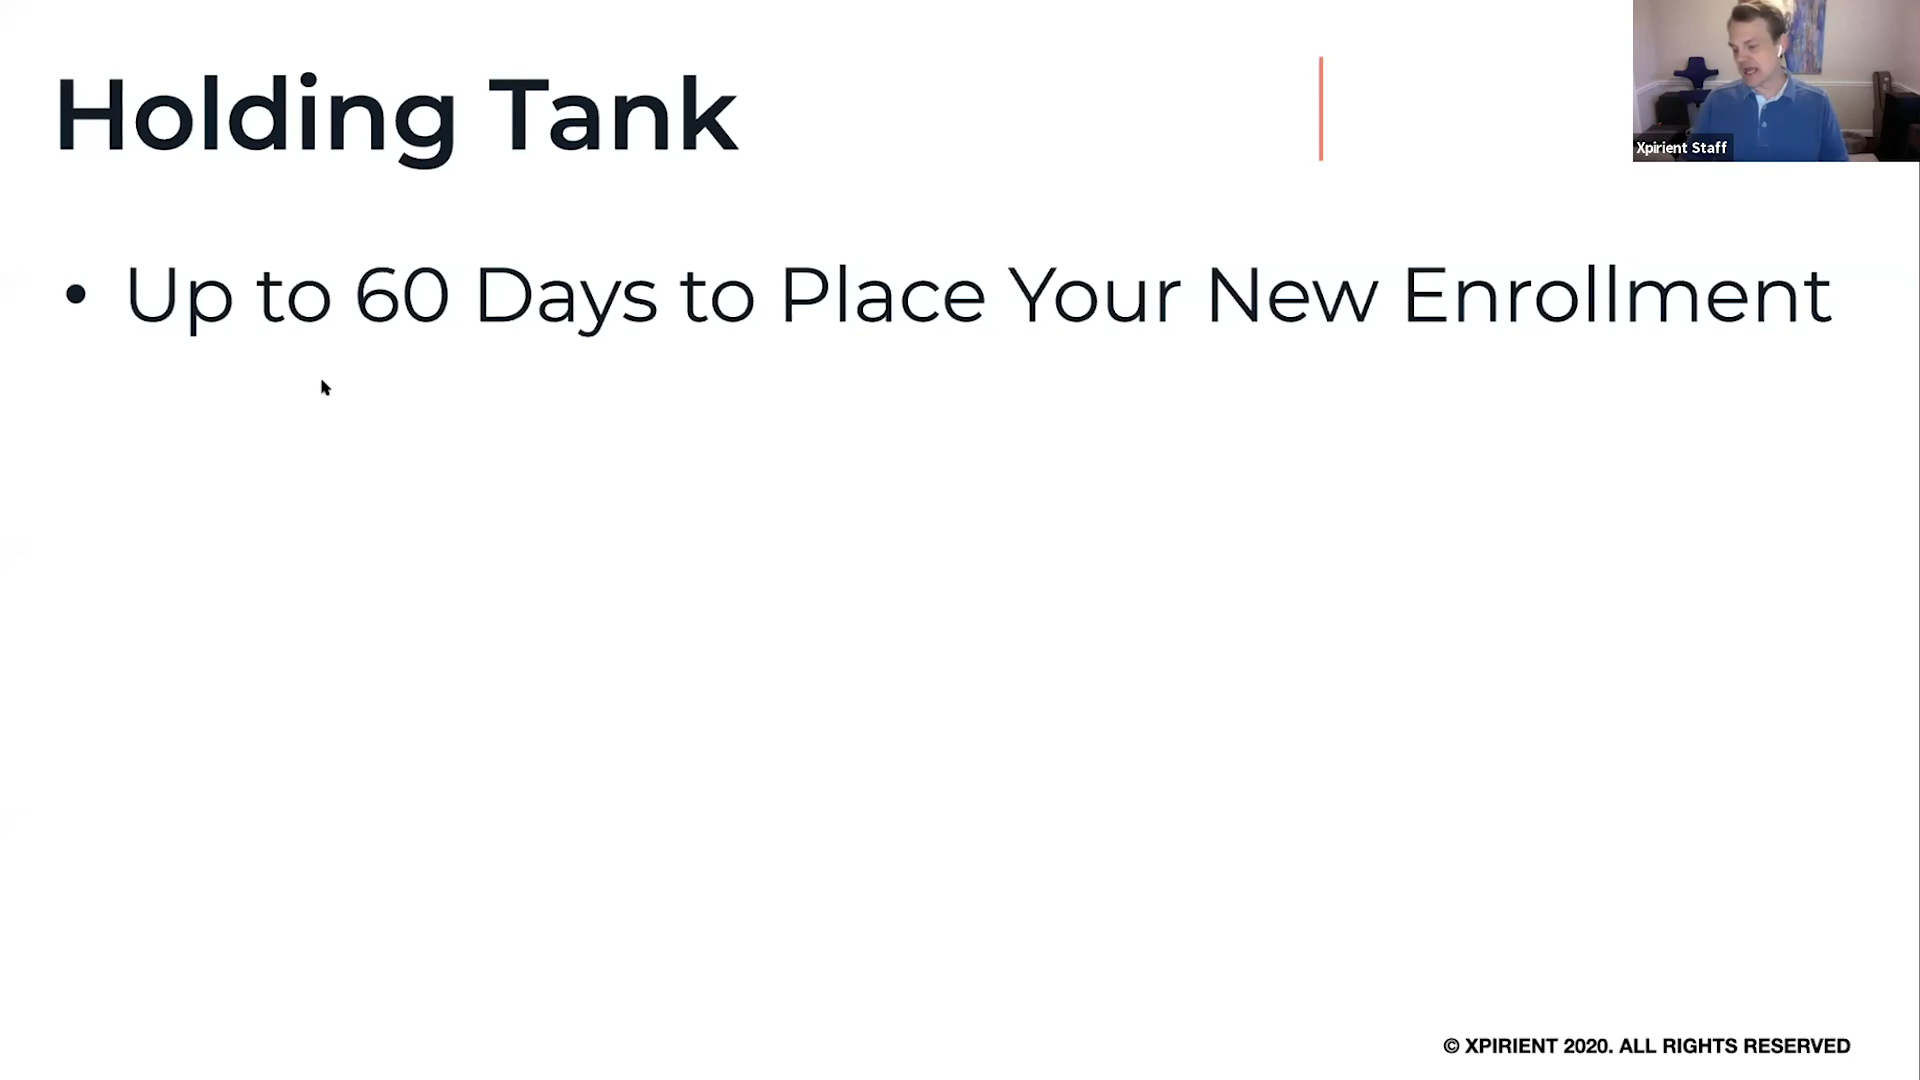 Holding Tank
Xpirient Staff
• Up to 60 Days to Place Your New Enrollment
© XPIRIENT 2020. ALL RIGHTS RESERVED